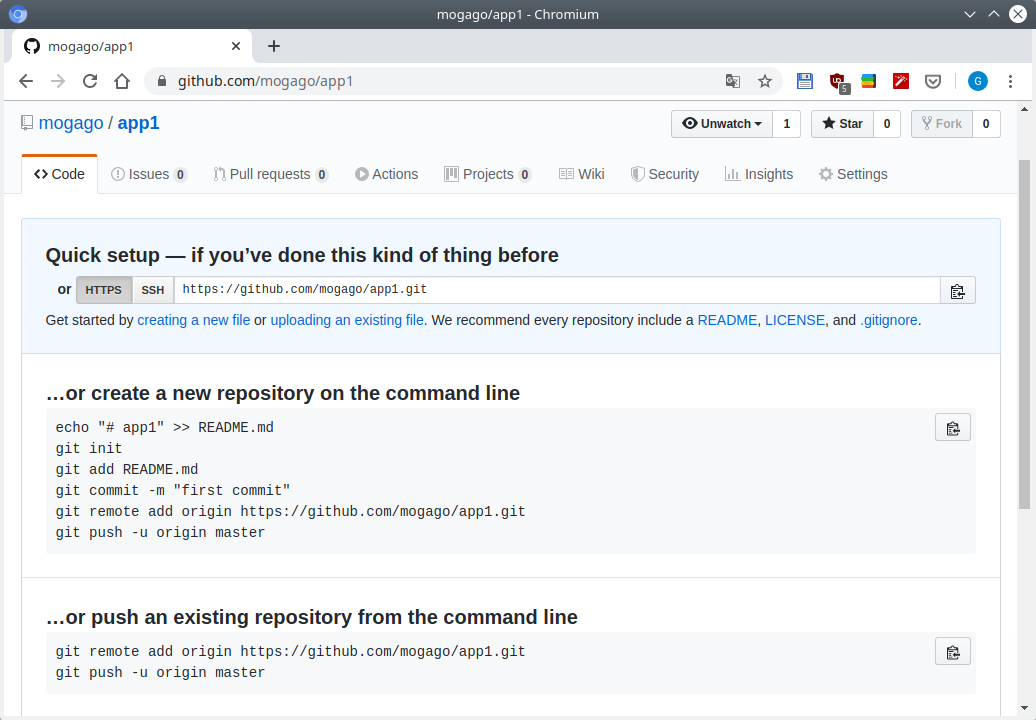 mogago/app1 - Chromium
mogago/app1
github.com/mogago/app1
5
G
mogago / app1
Unwatch 1 Star 0 Fork 0
Code Issues 0 Pull requests 0 Actions Projects 0 Wiki Security Insights Settings
Quick setup — if you’ve done this kind of thing before
or HTTPS SSH https://github.com/mogago/app1.git
Get started by creating a new file or uploading an existing file. We recommend every repository include a README, LICENSE, and .gitignore.
…or create a new repository on the command line
echo "# app1" >> README.md
git init
git add README.md
git commit -m "first commit"
git remote add origin https://github.com/mogago/app1.git
git push -u origin master
…or push an existing repository from the command line
git remote add origin https://github.com/mogago/app1.git
git push -u origin master